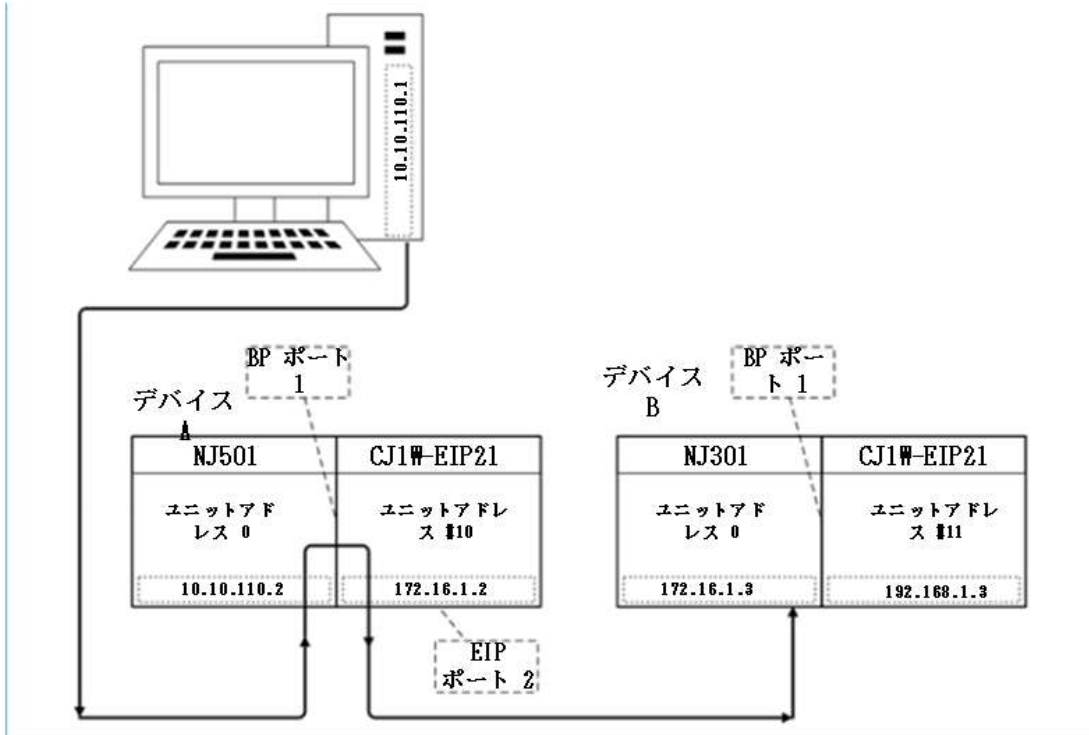 10.10.110.1
BP ポート
1
デバイス
A
BP ポー
ト 1
デバイス
B
NJ501
CJ1W-EIP21
ユニットアド
レス 0
ユニットアドレ
ス #10
10.10.110.2
172.16.1.2
NJ301
CJ1W-EIP21
ユニットアド
レス 0
ユニットアドレ
ス #11
172.16.1.3
192.168.1.3
EIP
ポート 2